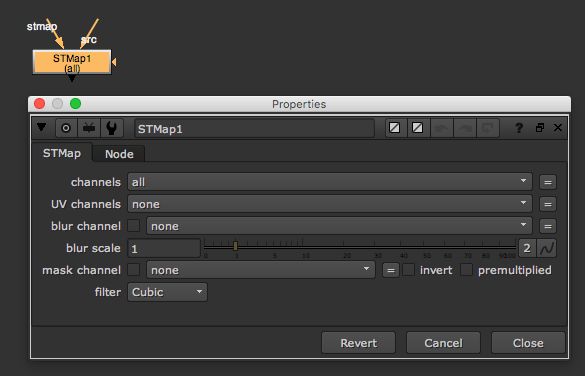 stmap
src
STMap1
(all)
Properties
STMap1
?
STMap Node
channels all =
UV channels none =
blur channel none =
blur scale 1 0 1 10 20 30 40 50 60 70 80 90100 2
mask channel none = invert premultiplied
filter Cubic
Revert Cancel Close